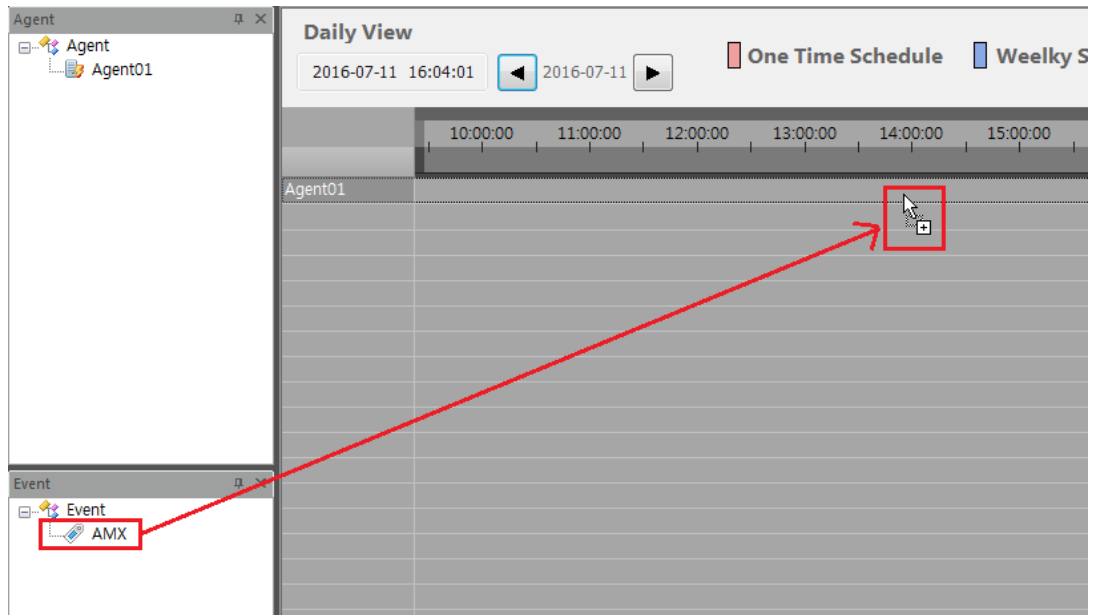 Agent
Agent
Agent01
Daily View
2016-07-11 16:04:01
2016-07-11
One Time Schedule
Weelky S
10:00:00 11:00:00 12:00:00 13:00:00 14:00:00 15:00:00
Agent01
Event
Event
AMX